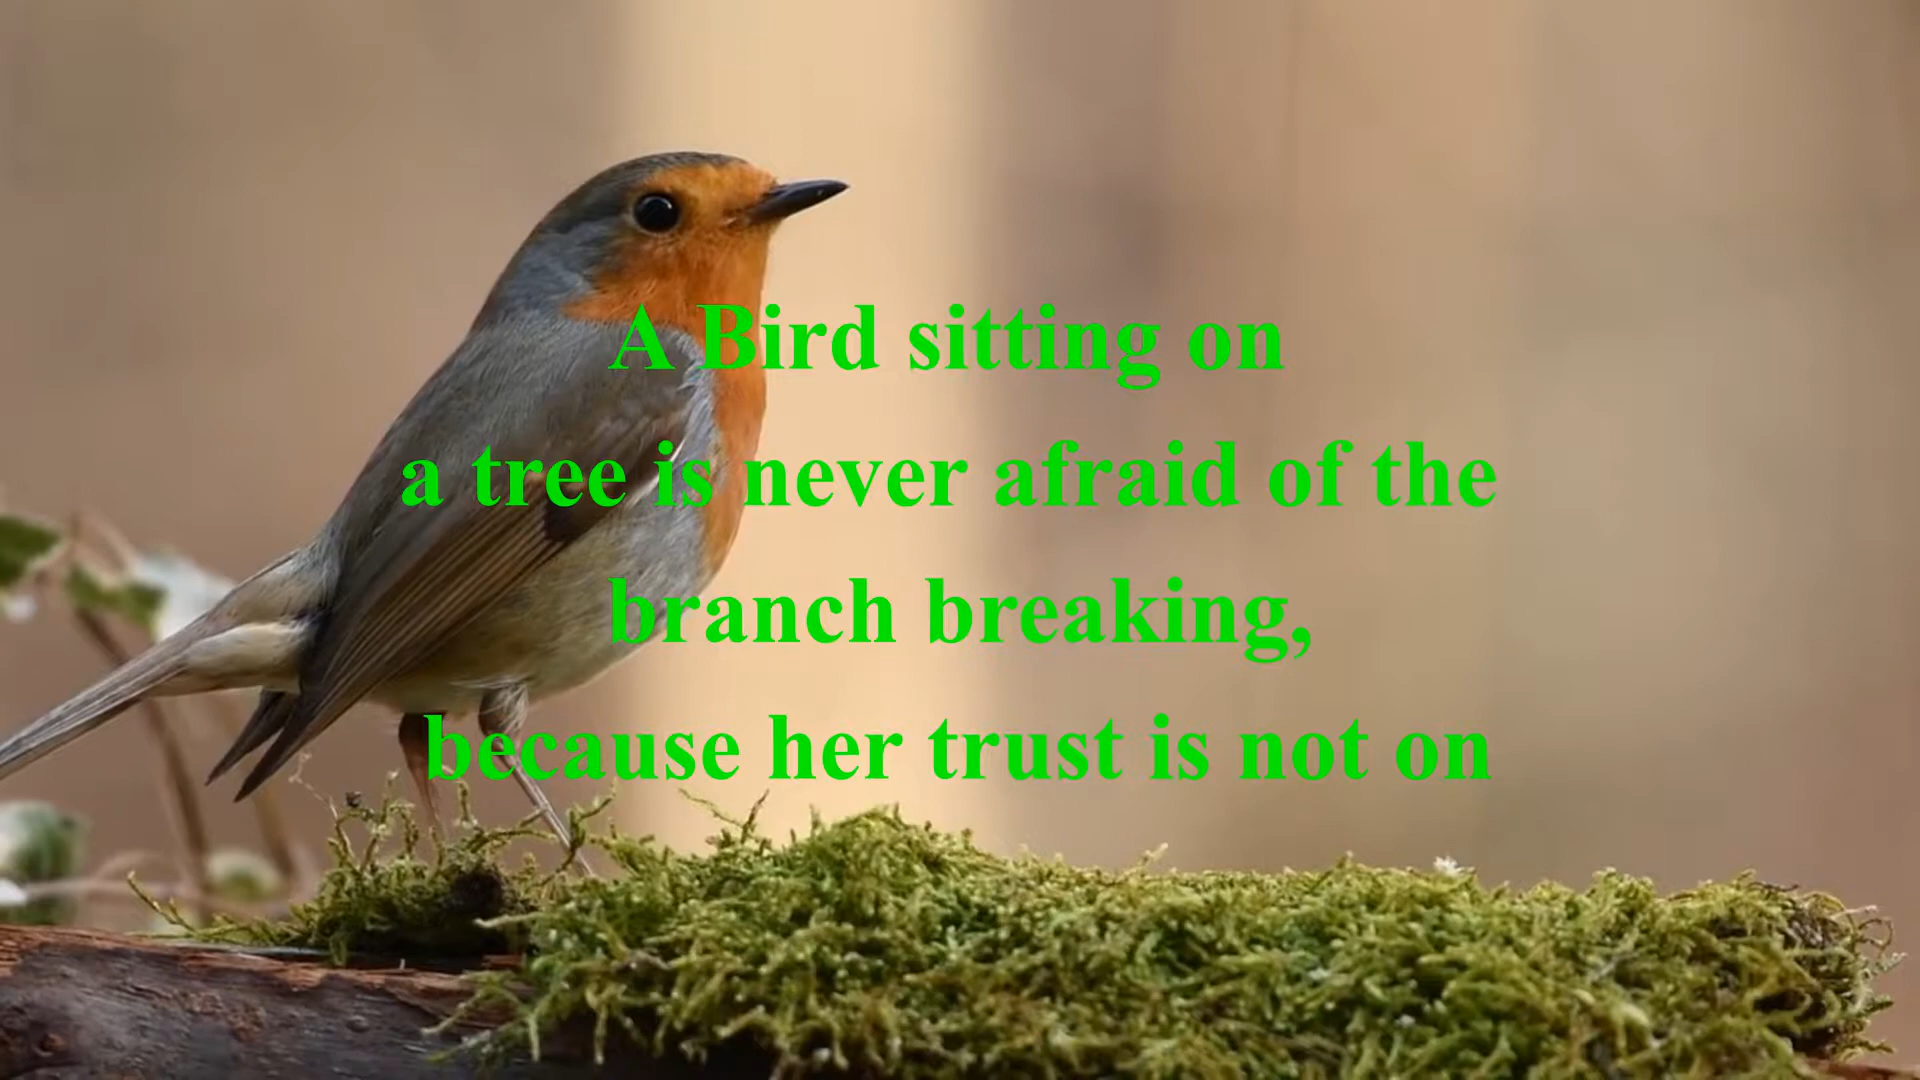 A Bird sitting on
a tree is never afraid of the
branch breaking,
because her trust is not on